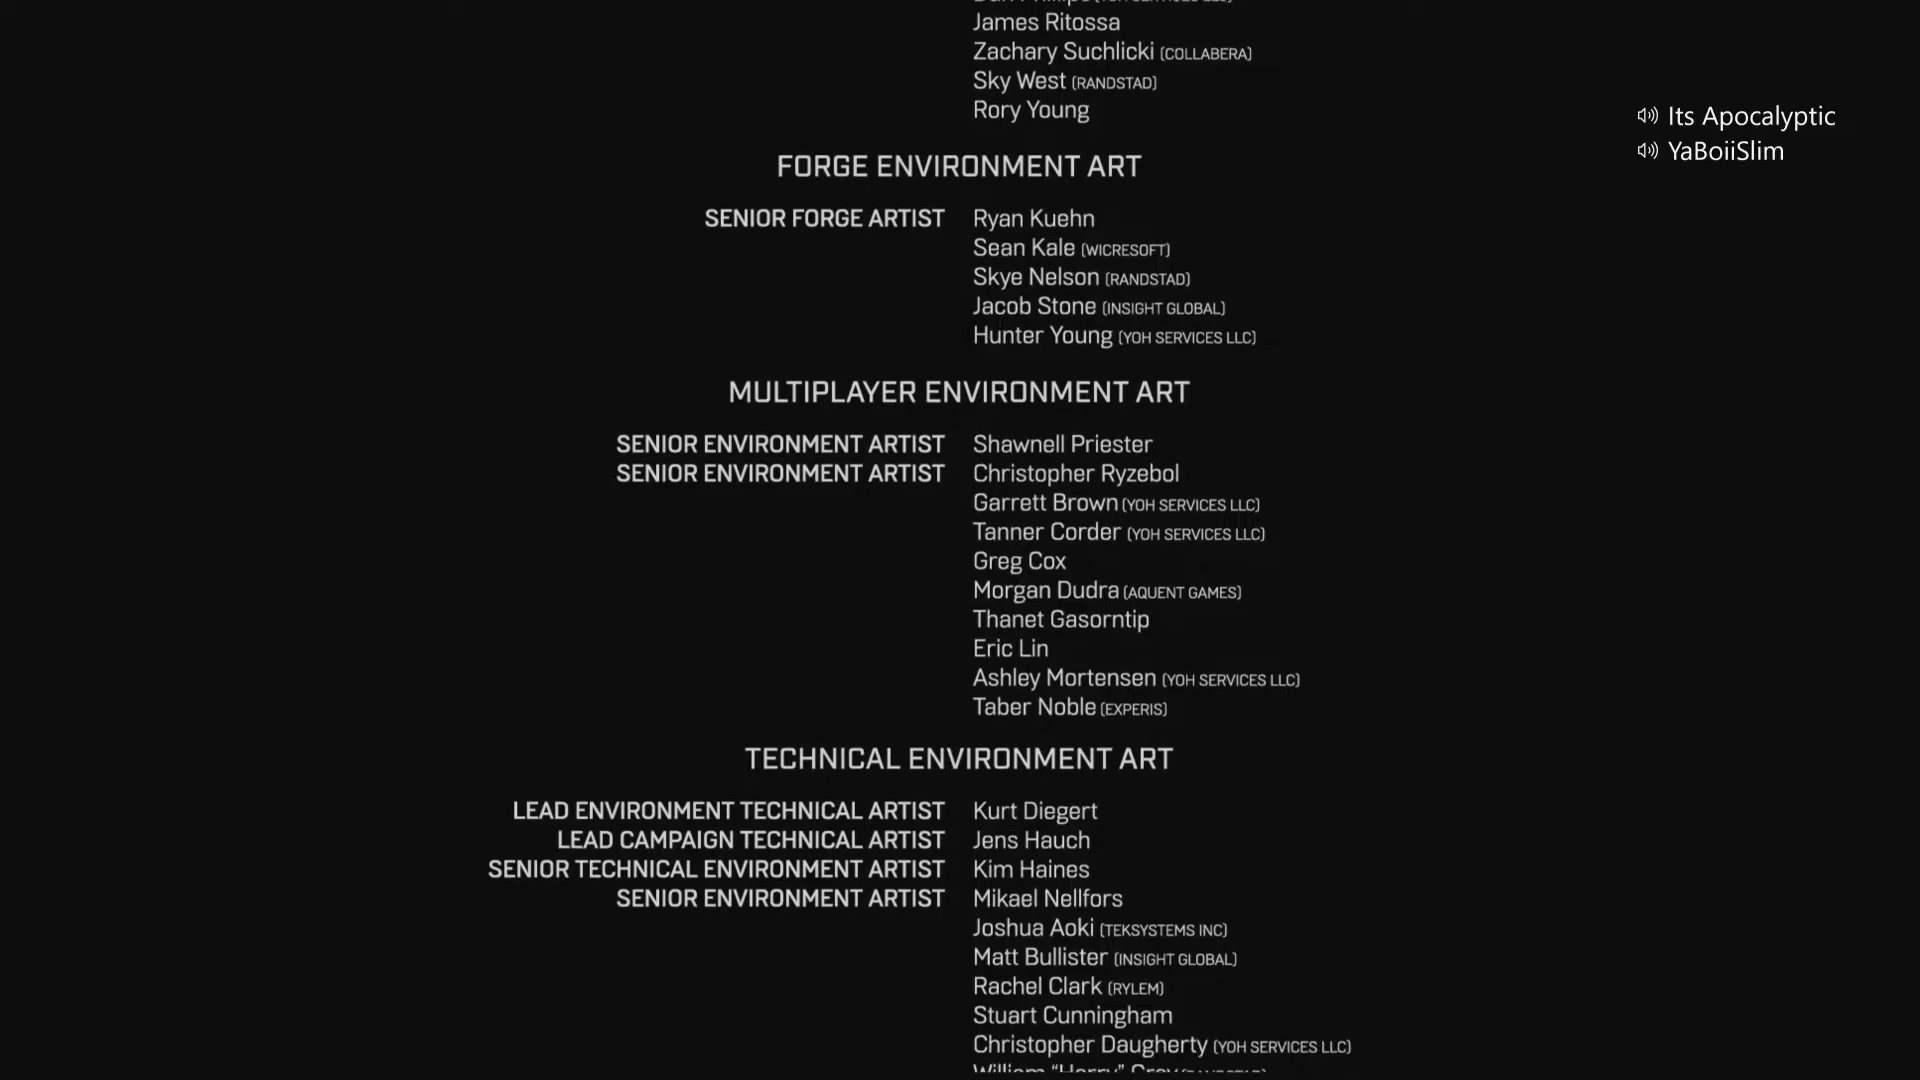 James Ritossa
Zachary Suchlicki (COLLABERA)
Sky West (RANDSTAD)
Rory Young
Its Apocalyptic
YaBoiiSlim
FORGE ENVIRONMENT ART
SENIOR FORGE ARTIST Ryan Kuehn
Sean Kale (WICRESOFT)
Skye Nelson (RANDSTAD)
Jacob Stone (INSIGHT GLOBAL)
Hunter Young (YOH SERVICES LLC)
MULTIPLAYER ENVIRONMENT ART
SENIOR ENVIRONMENT ARTIST Shawnell Priester
SENIOR ENVIRONMENT ARTIST Christopher Ryzebol
Garrett Brown (YOH SERVICES LLC)
Tanner Corder (YOH SERVICES LLC)
Greg Cox
Morgan Dudra (AQUENT GAMES)
Thanet Gasorntip
Eric Lin
Ashley Mortensen (YOH SERVICES LLC)
Taber Noble (EXPERIS)
TECHNICAL ENVIRONMENT ART
LEAD ENVIRONMENT TECHNICAL ARTIST Kurt Diegert
LEAD CAMPAIGN TECHNICAL ARTIST Jens Hauch
SENIOR TECHNICAL ENVIRONMENT ARTIST Kim Haines
SENIOR ENVIRONMENT ARTIST Mikael Nellfors
Joshua Aoki (TEKSYSTEMS INC)
Matt Bullister (INSIGHT GLOBAL)
Rachel Clark (RYLEM)
Stuart Cunningham
Christopher Daugherty (YOH SERVICES LLC)
William